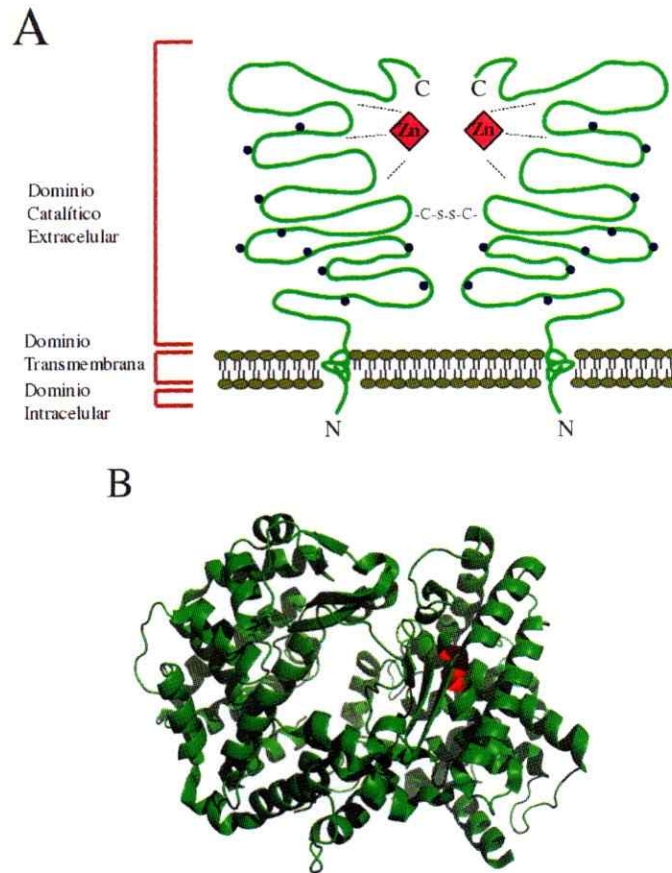 A
C
C
Zn
Zn
Dominio
Catalítico
Extracelular
-C-s-s-C-
Dominio
Transmembrana
Dominio
Intracelular
N
N
B